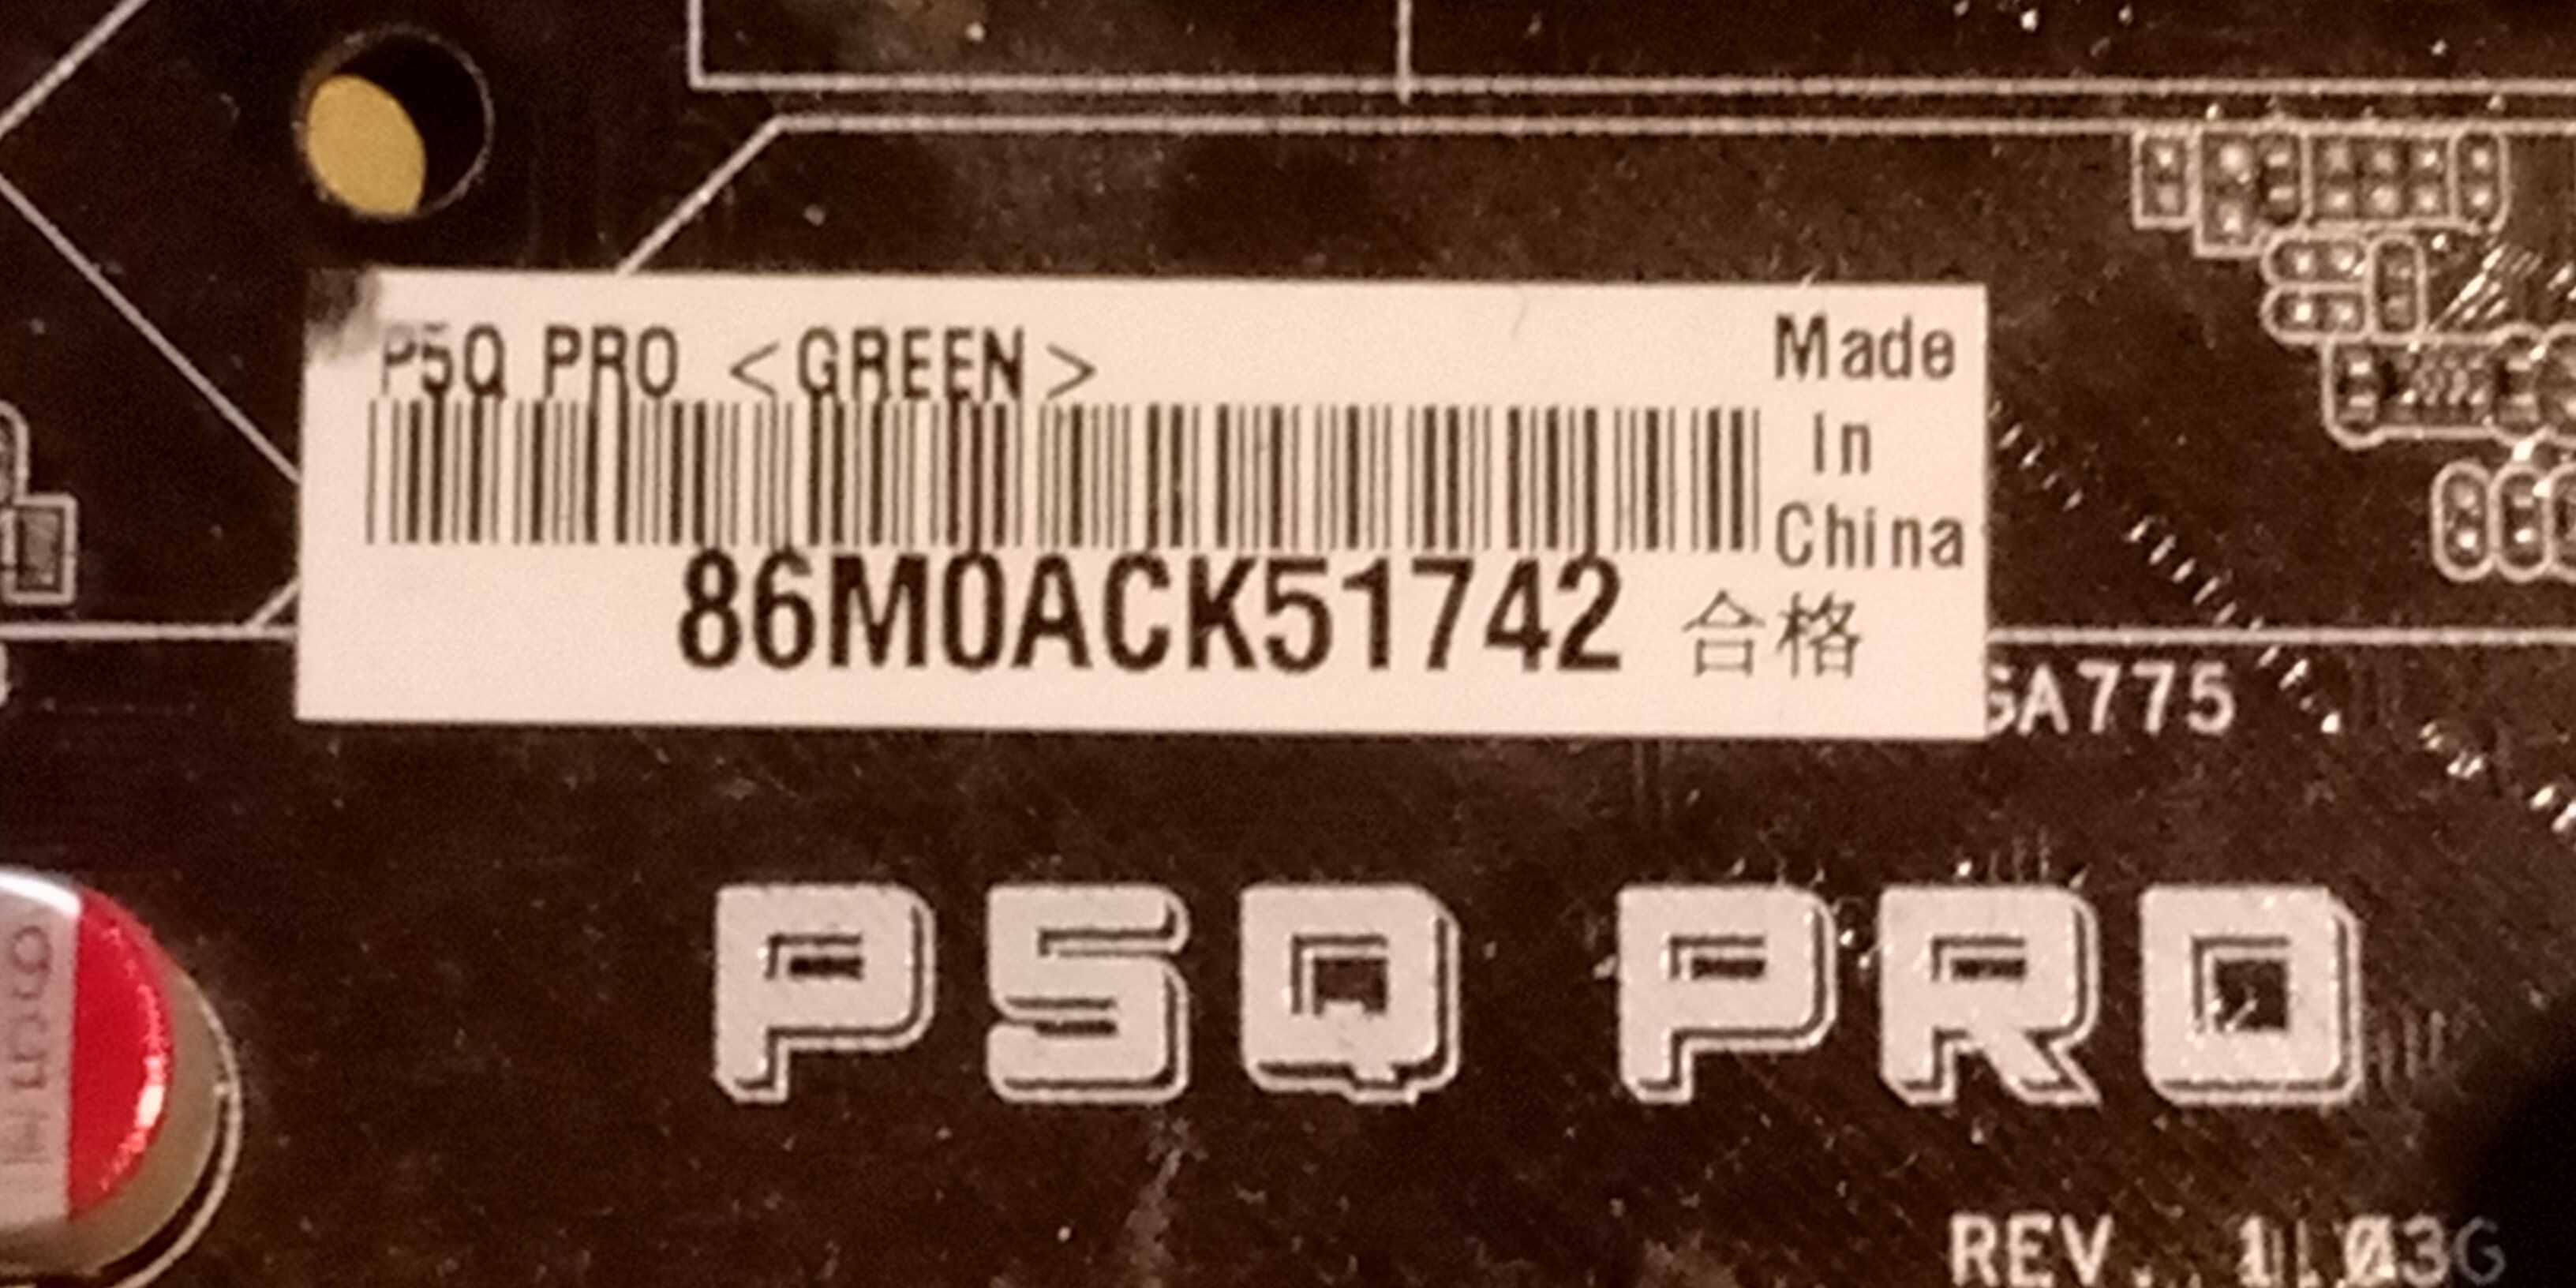 P5Q PRO <GREEN>
Made
In
China
86M0ACK51742
合格
GA775
P5Q PRO
REV. 1.03G